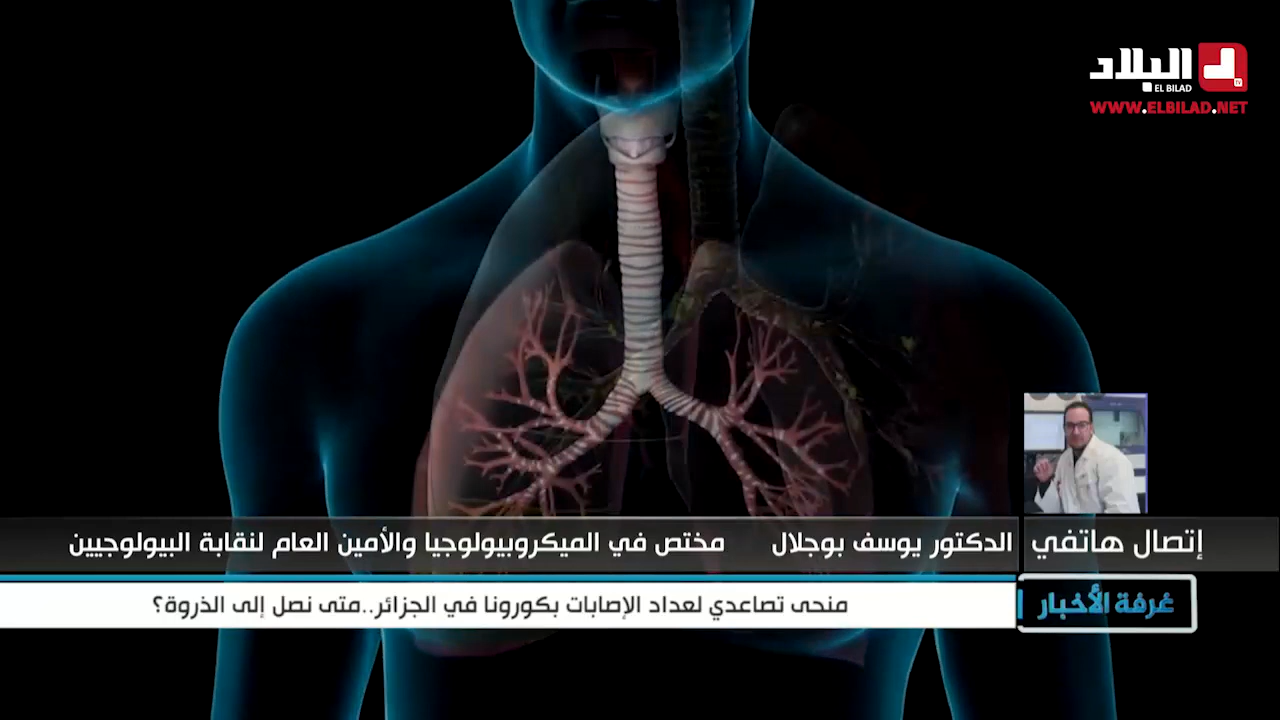 البلاد
EL BILAD
tv
WWW.ELBILAD.NET
إتصال هاتفي
الدكتور يوسف بوجلال
مختص في الميكروبيولوجيا والأمين العام لنقابة البيولوجيين
غرفة الأخبار
منحى تصاعدي لعداد الإصابات بكورونا في الجزائر..متى نصل إلى الذروة؟